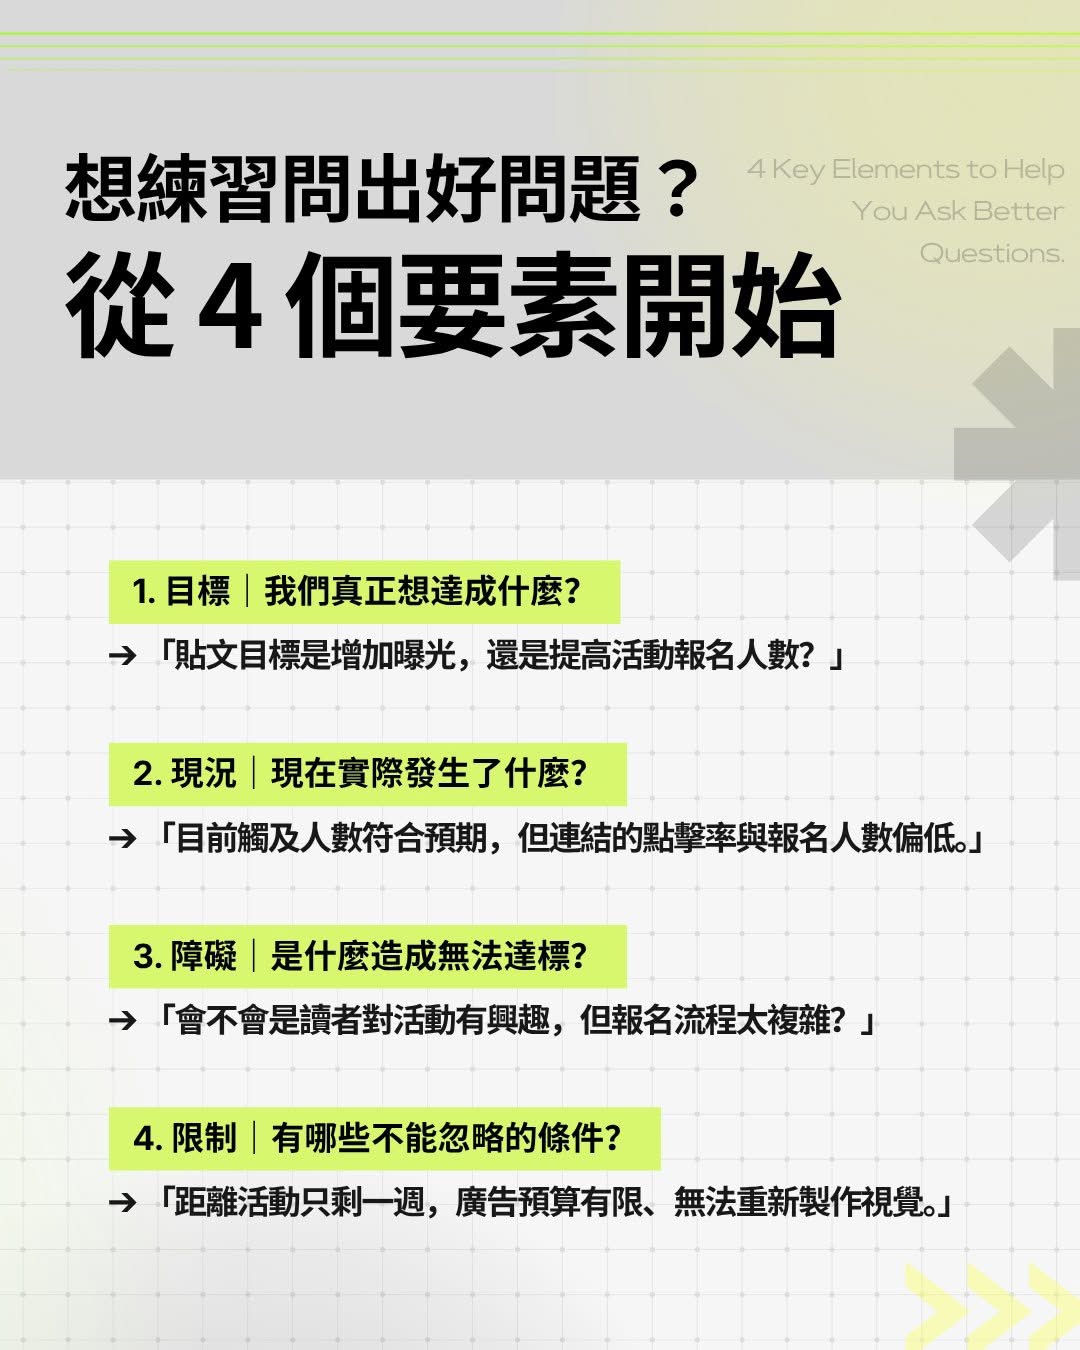 想練習問出好問題？
從 4 個要素開始
4 Key Elements to Help
You Ask Better
Questions.
1. 目標｜我們真正想達成什麼？
→ 「貼文目標是增加曝光，還是提高活動報名人數？」
2. 現況｜現在實際發生了什麼？
→ 「目前觸及人數符合預期，但連結的點擊率與報名人數偏低。」
3. 障礙｜是什麼造成無法達標？
→ 「會不會是讀者對活動有興趣，但報名流程太複雜？」
4. 限制｜有哪些不能忽略的條件？
→ 「距離活動只剩一週，廣告預算有限、無法重新製作視覺。」